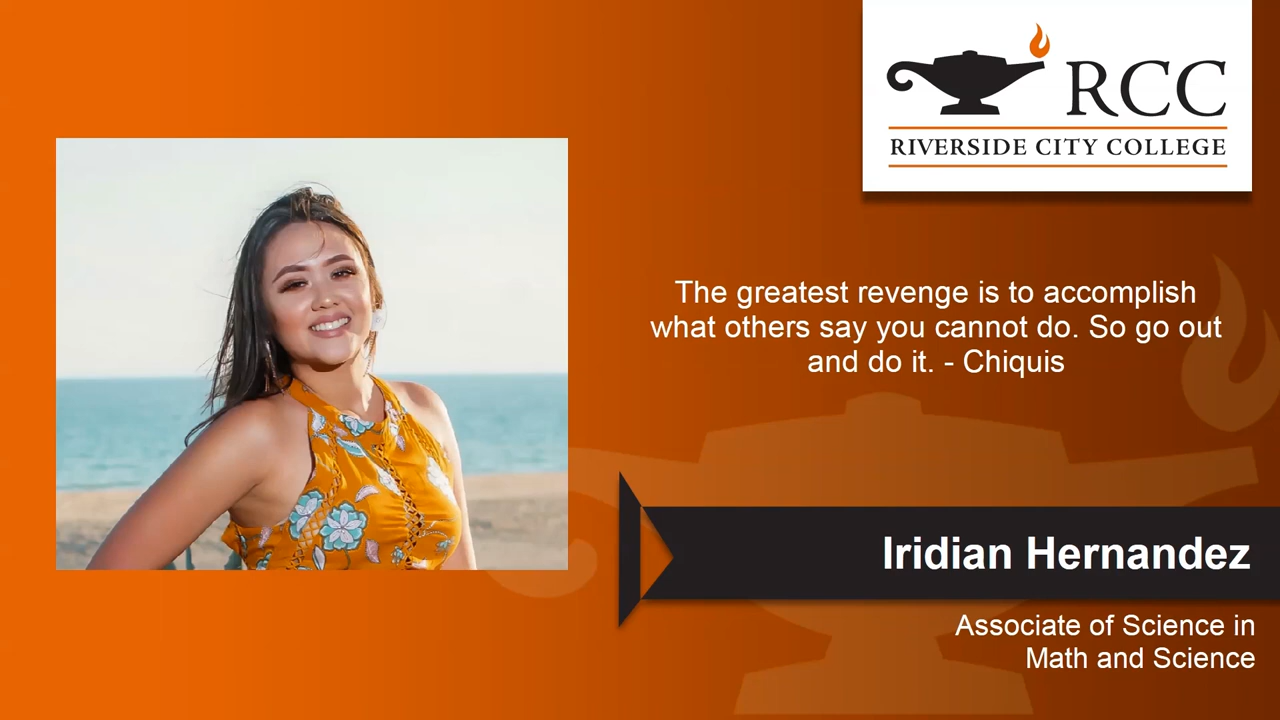 RCC
RIVERSIDE CITY COLLEGE
The greatest revenge is to accomplish
what others say you cannot do. So go out
and do it. - Chiquis
Iridian Hernandez
Associate of Science in
Math and Science